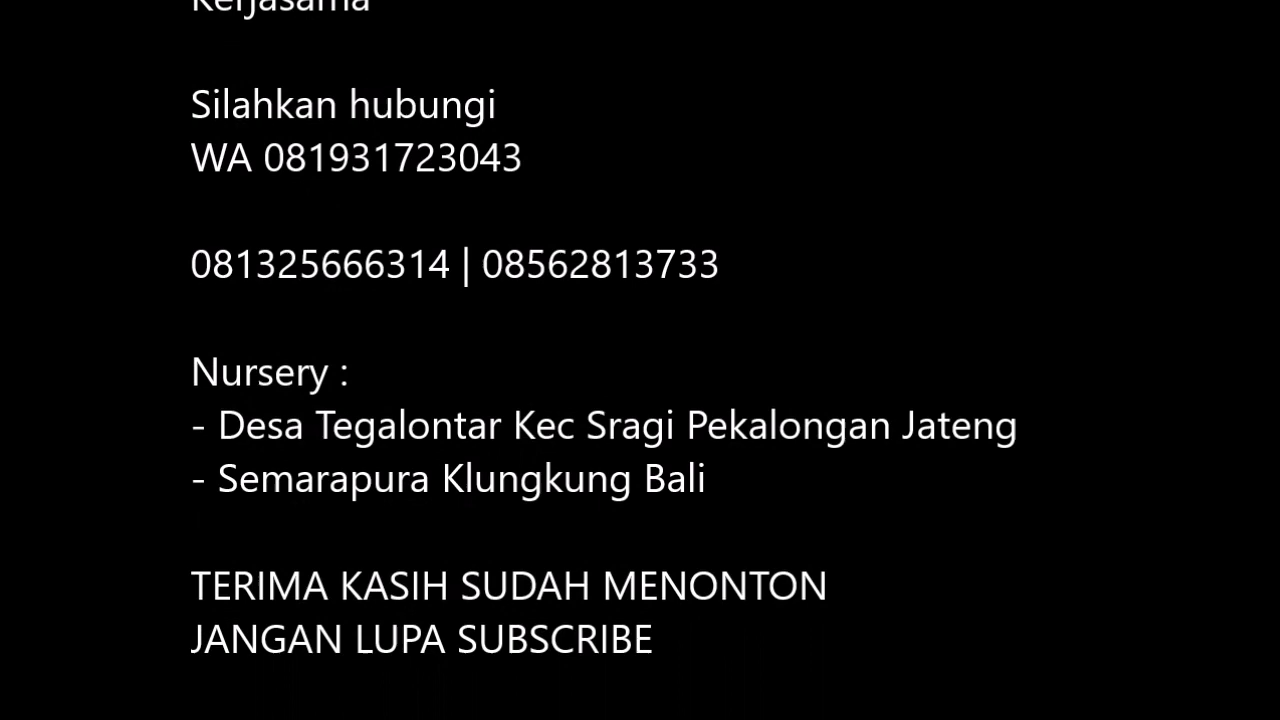 Kerjasama
Silahkan hubungi
WA 081931723043
081325666314 | 08562813733
Nursery :
- Desa Tegalontar Kec Sragi Pekalongan Jateng
- Semarapura Klungkung Bali
TERIMA KASIH SUDAH MENONTON
JANGAN LUPA SUBSCRIBE